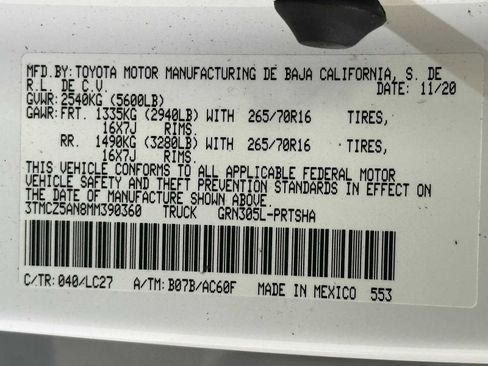 MFD.BY: TOYOTA MOTOR MANUFACTURING DE BAJA CALIFORNIA, S. DE
R.L. DE C.V. DATE: 11/20
GVWR: 2540KG (5600LB)
GAWR: FRT. 1335KG (2940LB) WITH 265/70R16 TIRES,
16X7J RIMS,
RR. 1490KG (3280LB) WITH 265/70R16 TIRES,
16X7J RIMS.
THIS VEHICLE CONFORMS TO ALL APPLICABLE FEDERAL MOTOR
VEHICLE SAFETY AND THEFT PREVENTION STANDARDS IN EFFECT ON
THE DATE OF MANUFACTURE SHOWN ABOVE.
3TMCZ5AN8MM390360 TRUCK GRN305L-PRTSHA
C/TR: 040/LC27 A/TM: B07B/AC60F MADE IN MEXICO 553